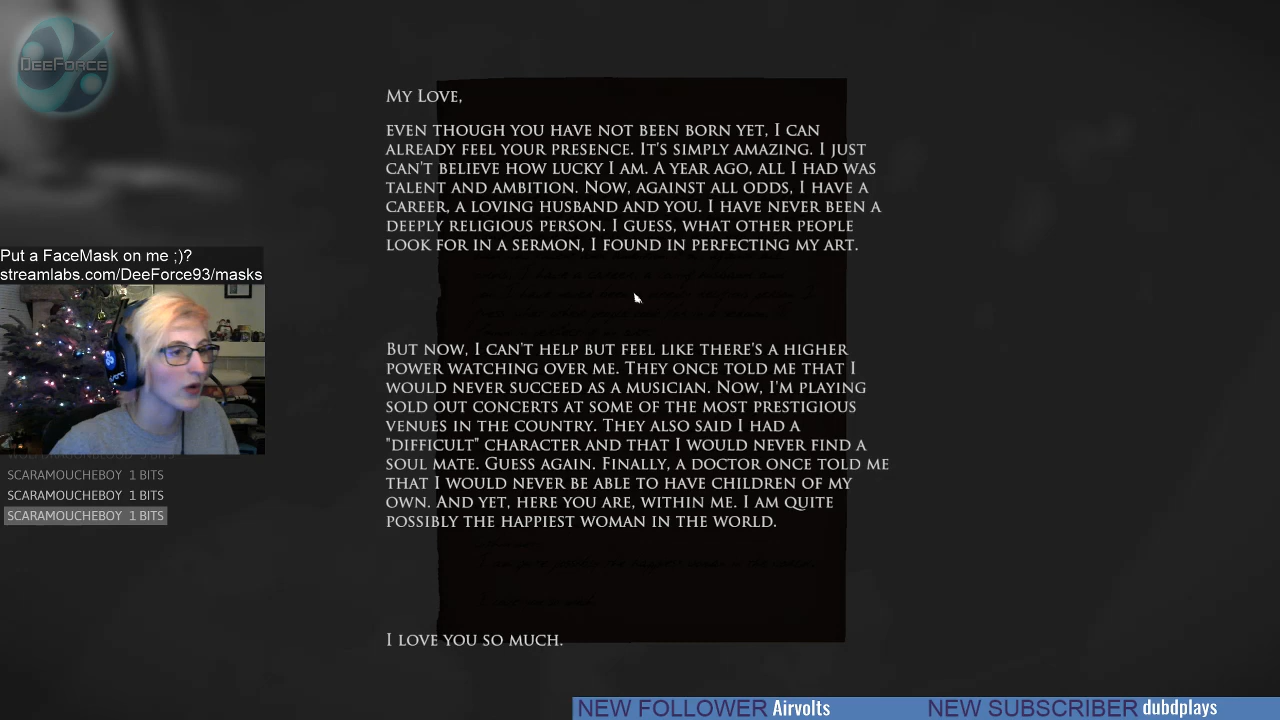 DEEFORCE
MY LOVE,
EVEN THOUGH YOU HAVE NOT BEEN BORN YET, I CAN
ALREADY FEEL YOUR PRESENCE. IT'S SIMPLY AMAZING. I JUST
CAN'T BELIEVE HOW LUCKY I AM. A YEAR AGO, ALL I HAD WAS
TALENT AND AMBITION. NOW, AGAINST ALL ODDS, I HAVE A
CAREER, A LOVING HUSBAND AND YOU. I HAVE NEVER BEEN A
DEEPLY RELIGIOUS PERSON. I GUESS, WHAT OTHER PEOPLE
LOOK FOR IN A SERMON, I FOUND IN PERFECTING MY ART.
Put a FaceMask on me ;)?
streamlabs.com/DeeForce93/masks
BUT NOW, I CAN'T HELP BUT FEEL LIKE THERE'S A HIGHER
POWER WATCHING OVER ME. THEY ONCE TOLD ME THAT I
WOULD NEVER SUCCEED AS A MUSICIAN. NOW, I'M PLAYING
SOLD OUT CONCERTS AT SOME OF THE MOST PRESTIGIOUS
VENUES IN THE COUNTRY. THEY ALSO SAID I HAD A
"DIFFICULT" CHARACTER AND THAT I WOULD NEVER FIND A
SOUL MATE. GUESS AGAIN. FINALLY, A DOCTOR ONCE TOLD ME
THAT I WOULD NEVER BE ABLE TO HAVE CHILDREN OF MY
OWN. AND YET, HERE YOU ARE, WITHIN ME. I AM QUITE
POSSIBLY THE HAPPIEST WOMAN IN THE WORLD.
SCARAMOUCHEBOY 1 BITS
SCARAMOUCHEBOY 1 BITS
SCARAMOUCHEBOY 1 BITS
I LOVE YOU SO MUCH.
NEW FOLLOWER Airvolts
NEW SUBSCRIBER dubdplays